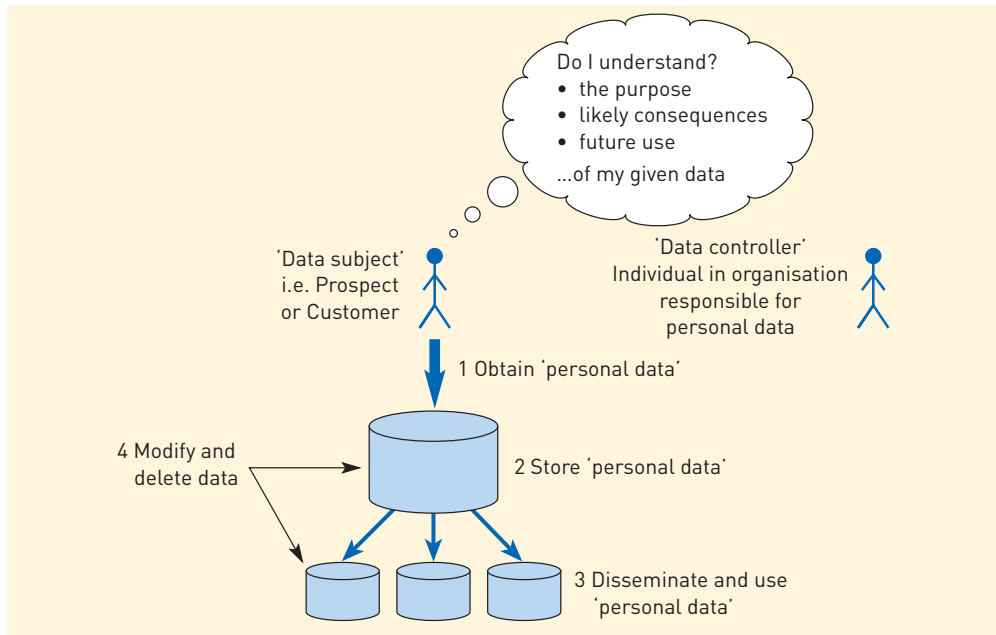 Do I understand?
• the purpose
• likely consequences
• future use
...of my given data
‘Data subject’
i.e. Prospect
or Customer
‘Data controller’
Individual in organisation
responsible for
personal data
1 Obtain ‘personal data’
4 Modify and
delete data
2 Store ‘personal data’
3 Disseminate and use
‘personal data’